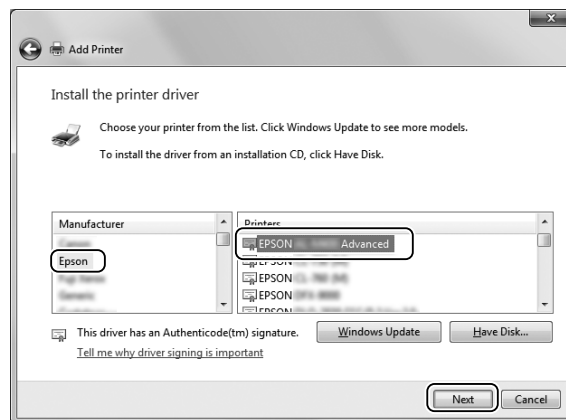 Add Printer
Install the printer driver
Choose your printer from the list. Click Windows Update to see more models.
To install the driver from an installation CD, click Have Disk.
Manufacturer
Printers
Epson
EPSON Advanced
EPSON
EPSON
EPSON
EPSON
This driver has an Authenticode(tm) signature.
Tell me why driver signing is important
Windows Update
Have Disk...
Next
Cancel